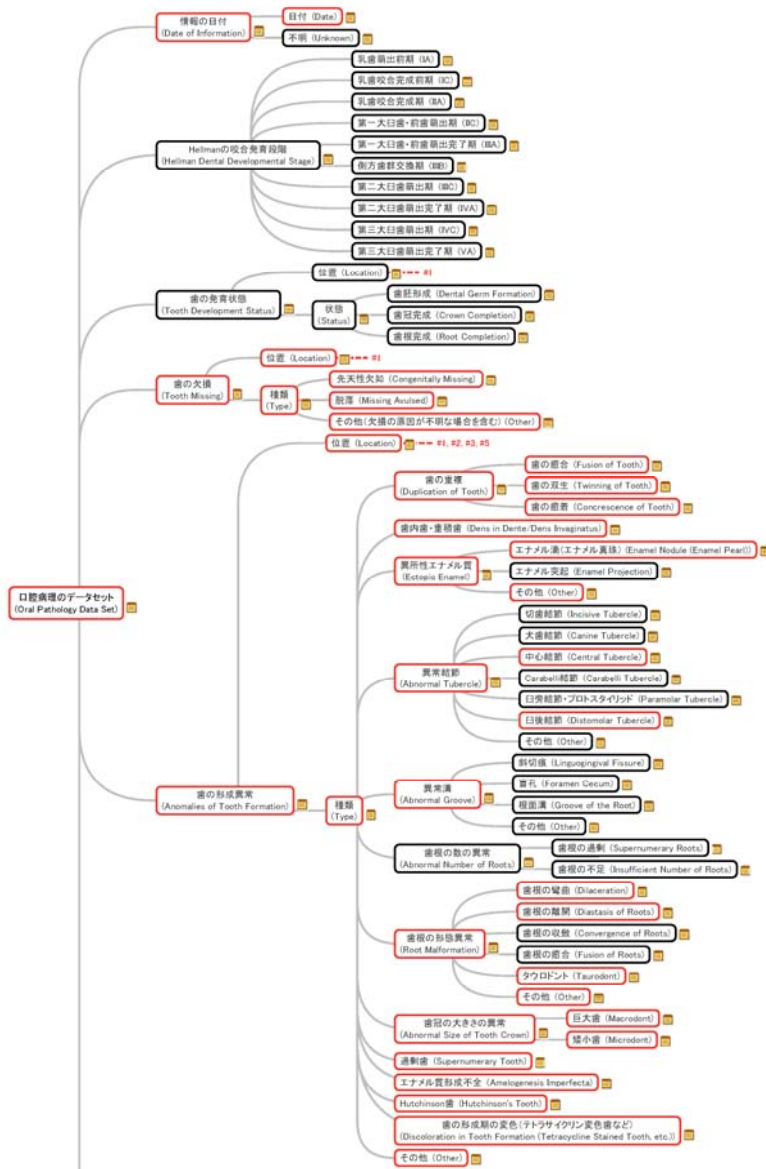 情報の日付
(Date of Information)
日付 (Date)
不明 (Unknown)
Hellmanの咬合発育段階
(Hellman Dental Developmental Stage)
乳歯萌出前期 (ⅠA)
乳歯咬合完成前期 (ⅠC)
乳歯咬合完成期 (ⅡA)
第一大臼歯・前歯萌出期 (ⅡC)
第一大臼歯・前歯萌出完了期 (ⅢA)
側方歯群交換期 (ⅢB)
第二大臼歯萌出期 (ⅢC)
第二大臼歯萌出完了期 (ⅣA)
第三大臼歯萌出期 (ⅣC)
第三大臼歯萌出完了期 (ⅤA)
歯の発育状態
(Tooth Development Status)
位置 (Location)
#1
状態
(Status)
歯胚形成 (Dental Germ Formation)
歯冠完成 (Crown Completion)
歯根完成 (Root Completion)
歯の欠損
(Tooth Missing)
位置 (Location)
#1
種類
(Type)
先天性欠如 (Congenitally Missing)
脱落 (Missing Avulsed)
その他(欠損の原因が不明な場合を含む) (Other)
口腔病理のデータセット
(Oral Pathology Data Set)
歯の形成異常
(Anomalies of Tooth Formation)
位置 (Location)
#1, #2, #3, #5
種類
(Type)
歯の重複
(Duplication of Tooth)
歯の癒合 (Fusion of Tooth)
歯の双生 (Twinning of Tooth)
歯の癒着 (Concrescence of Tooth)
歯内歯・重積歯 (Dens in Dente/Dens Invaginatus)
異所性エナメル質
(Ectopis Enamel)
エナメル滴(エナメル真珠) (Enamel Nodule (Enamel Pearl))
エナメル突起 (Enamel Projection)
その他 (Other)
異常結節
(Abnormal Tubercle)
切歯結節 (Incisive Tubercle)
犬歯結節 (Canine Tubercle)
中心結節 (Central Tubercle)
Carabelli結節 (Carabelli Tubercle)
臼旁結節・プロトスタイリッド (Paramolar Tubercle)
臼後結節 (Distomolar Tubercle)
その他 (Other)
異常溝
(Abnormal Groove)
斜切痕 (Linguogingival Fissure)
盲孔 (Foramen Cecum)
根面溝 (Groove of the Root)
その他 (Other)
歯根の数の異常
(Abnormal Number of Roots)
歯根の過剰 (Supernumerary Roots)
歯根の不足 (Insufficient Number of Roots)
歯根の形態異常
(Root Malformation)
歯根の彎曲 (Dilaceration)
歯根の離開 (Diastasis of Roots)
歯根の収斂 (Convergence of Roots)
歯根の癒合 (Fusion of Roots)
タウロドント (Taurodont)
その他 (Other)
歯冠の大きさの異常
(Abnormal Size of Tooth Crown)
巨大歯 (Macrodont)
矮小歯 (Microdont)
過剰歯 (Supernumerary Tooth)
エナメル質形成不全 (Amelogenesis Imperfecta)
Hutchinson歯 (Hutchinson's Tooth)
歯の形成期の変色(テトラサイクリン変色歯など)
(Discoloration in Tooth Formation (Tetracycline Stained Tooth, etc.))
その他 (Other)